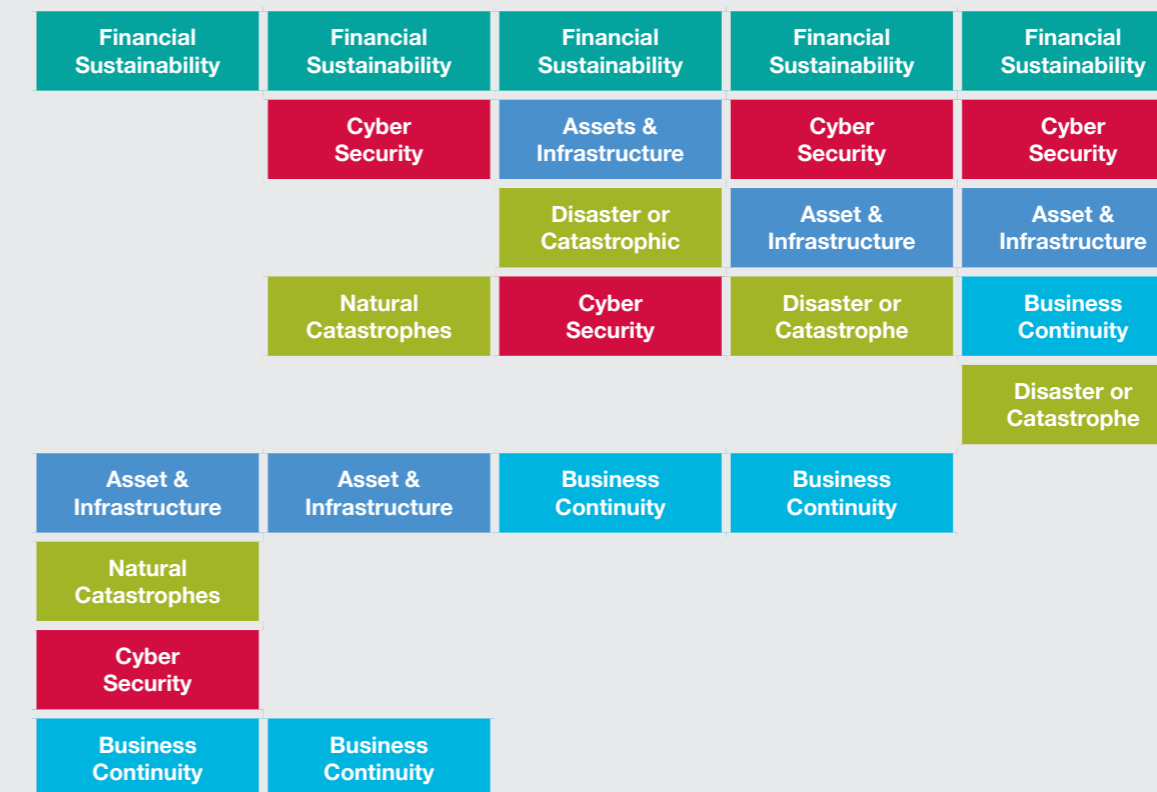 Financial
Sustainability
Financial
Sustainability
Financial
Sustainability
Financial
Sustainability
Financial
Sustainability
Cyber
Security
Assets &
Infrastructure
Cyber
Security
Cyber
Security
Disaster or
Catastrophic
Asset &
Infrastructure
Asset &
Infrastructure
Natural
Catastrophes
Cyber
Security
Disaster or
Catastrophe
Business
Continuity
Disaster or
Catastrophe
Asset &
Infrastructure
Asset &
Infrastructure
Business
Continuity
Business
Continuity
Natural
Catastrophes
Cyber
Security
Business
Continuity
Business
Continuity